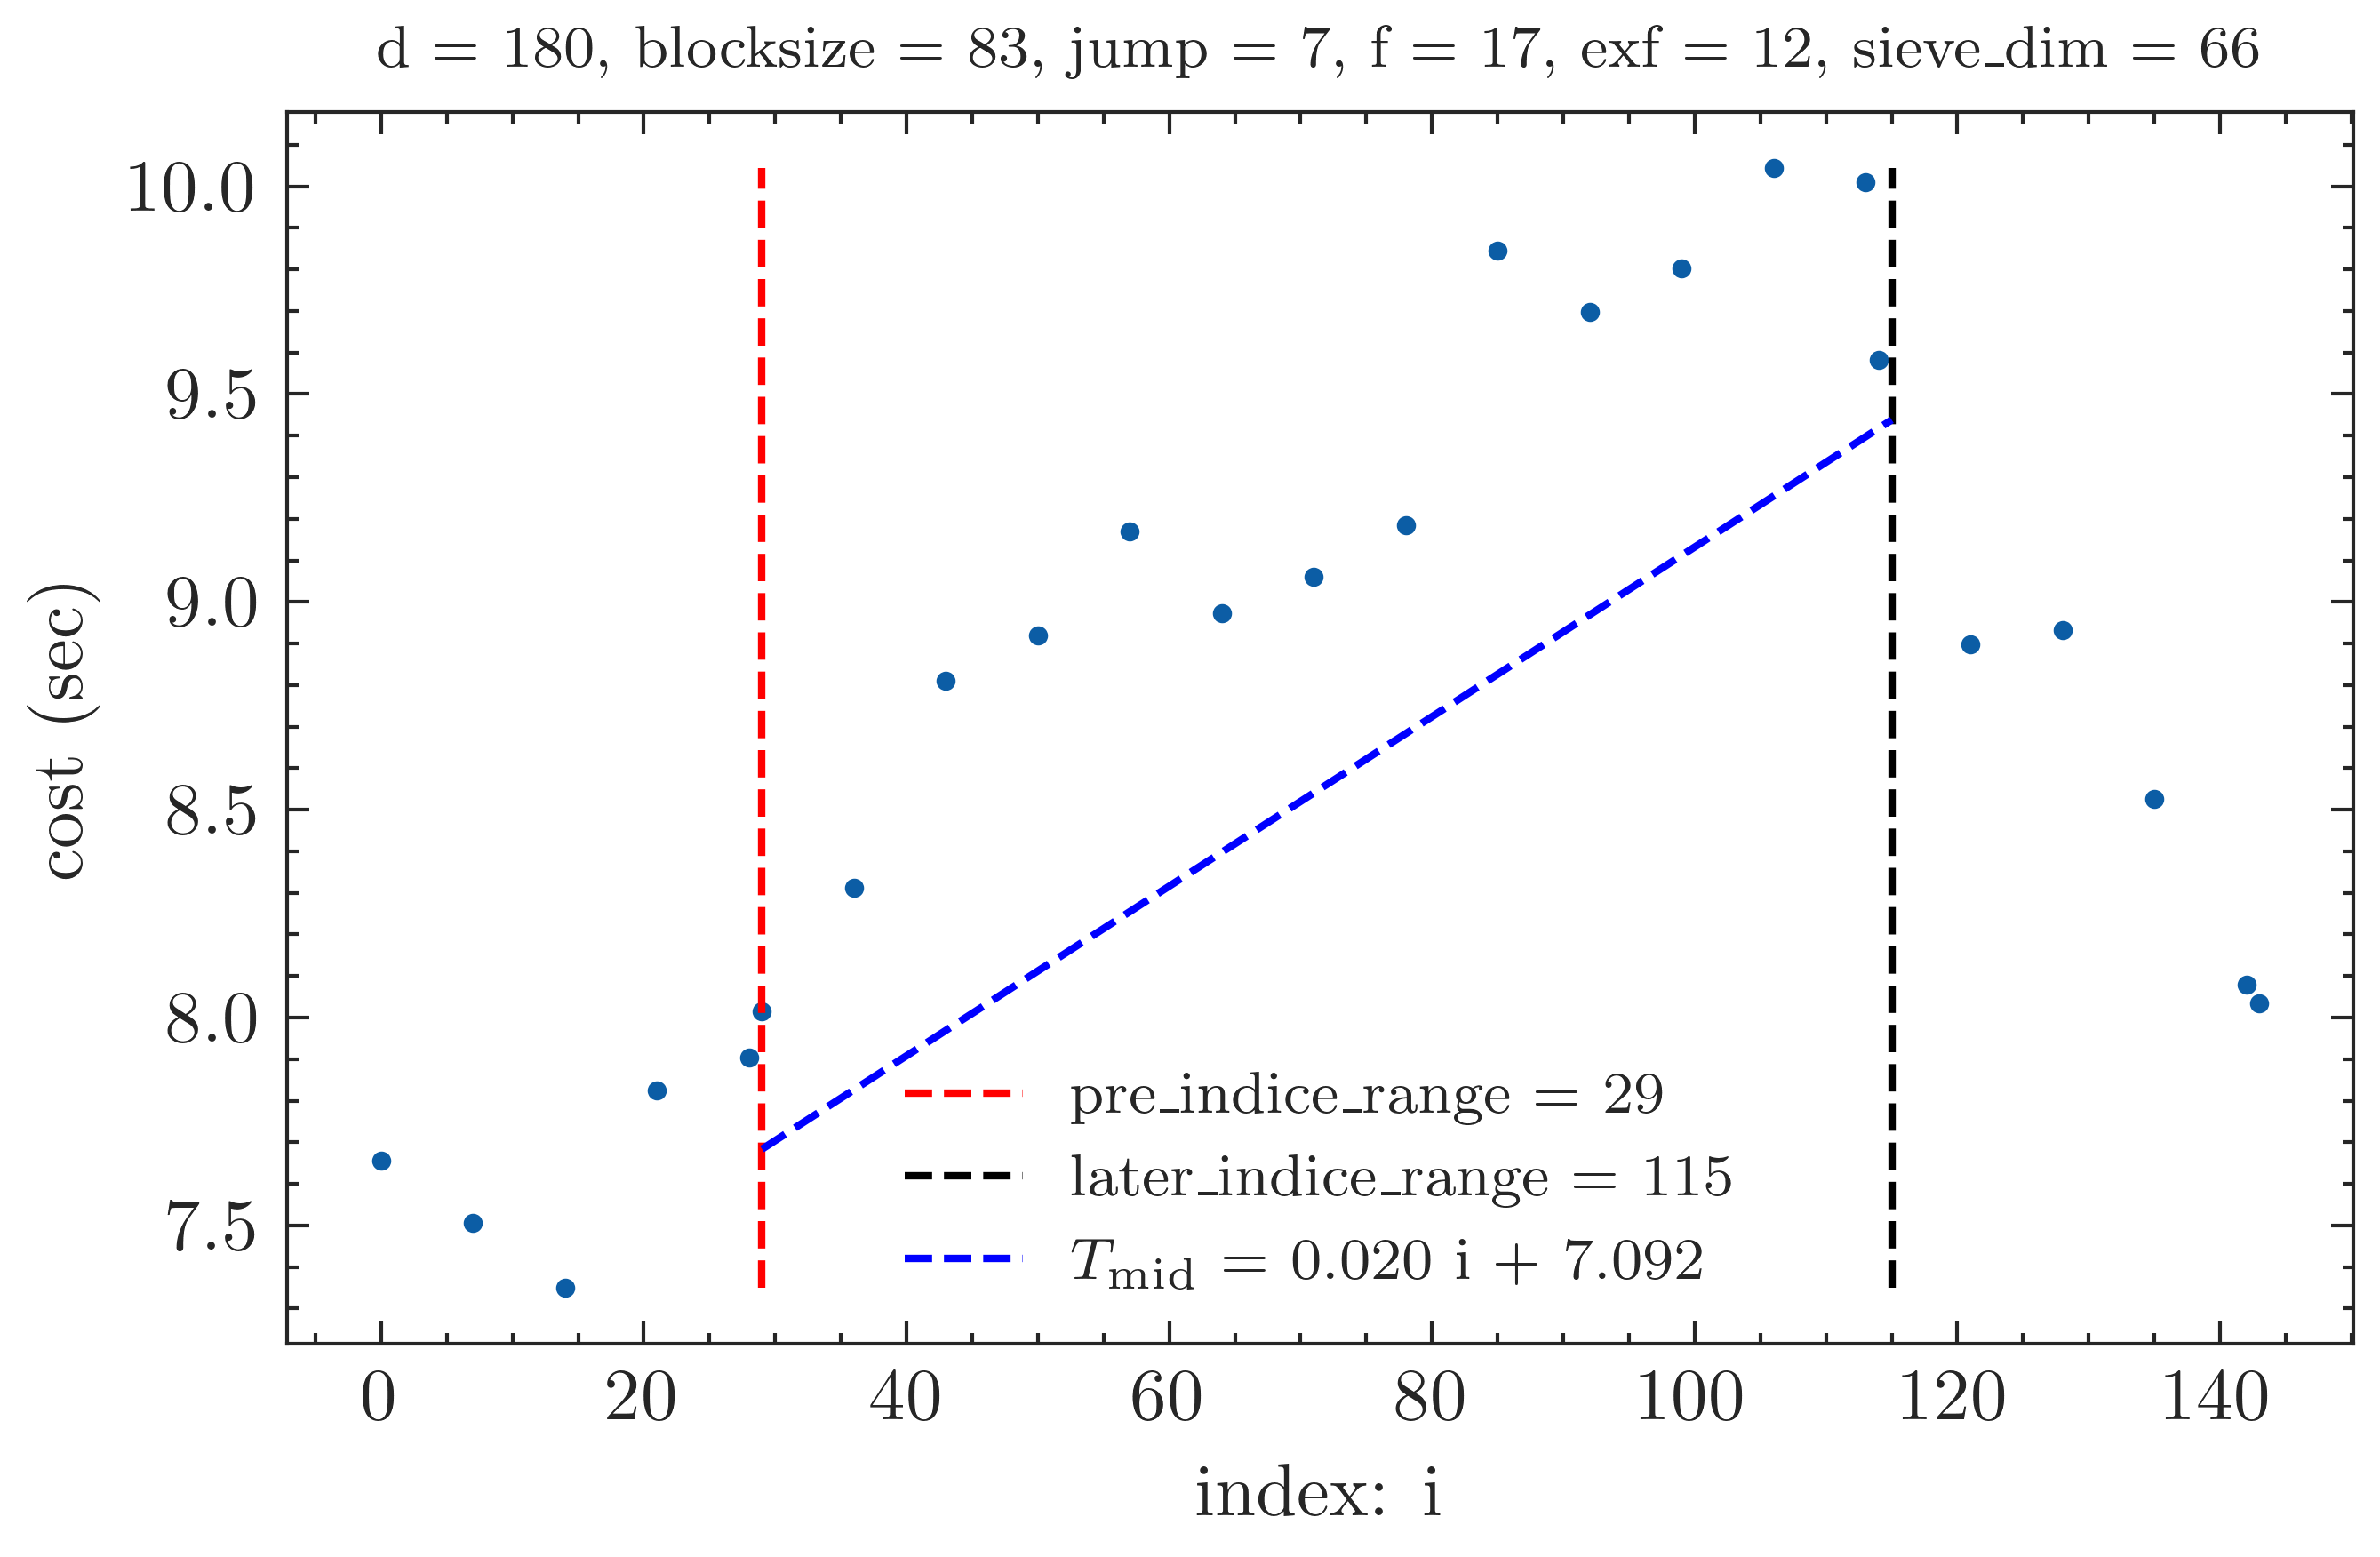 d = 180, blocksize = 83, jump = 7, f = 17, exf = 12, sieve_dim = 66
cost (sec)
10.0
9.5
9.0
8.5
8.0
7.5
pre_indice_range = 29
later_indice_range = 115
T_mid = 0.020 i + 7.092
0 20 40 60 80 100 120 140
index: i